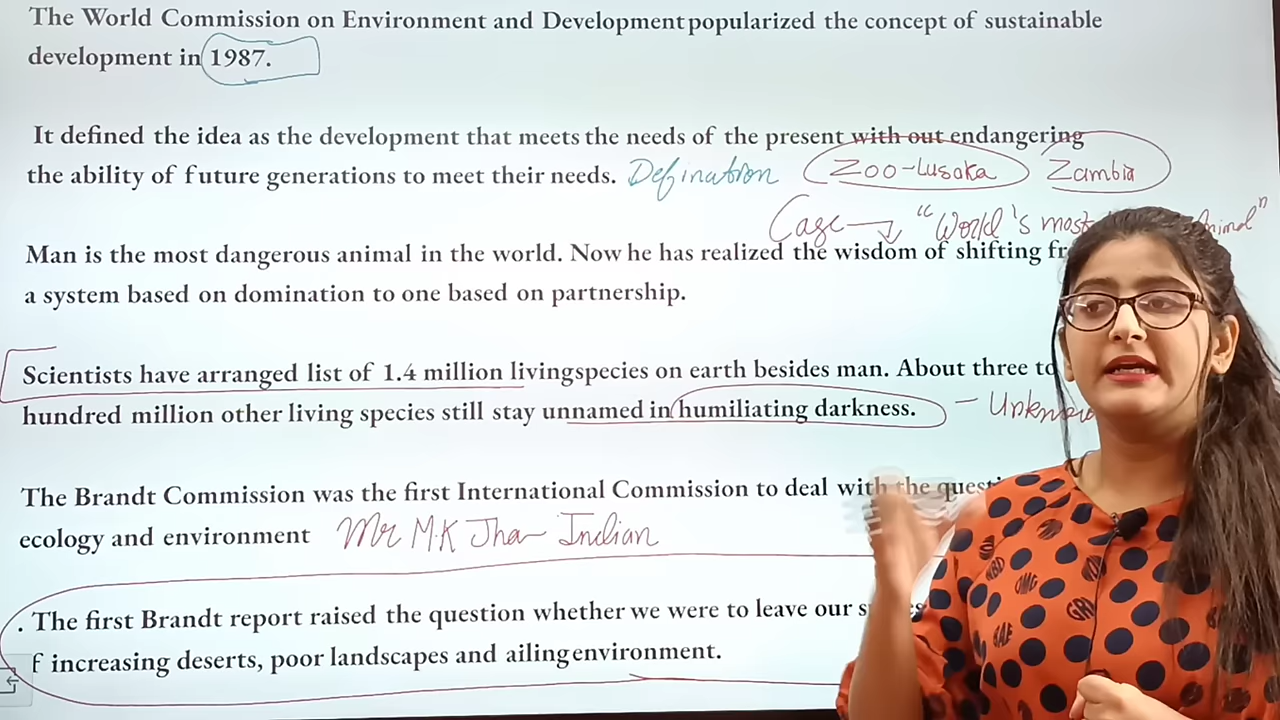 The World Commission on Environment and Development popularized the concept of sustainable
development in 1987.
It defined the idea as the development that meets the needs of the present with out endangering
the ability of future generations to meet their needs. Defination Zoo-Lusaka Zambia
Cage → "World's most
Man is the most dangerous animal in the world. Now he has realized the wisdom of shifting
a system based on domination to one based on partnership.
Scientists have arranged list of 1.4 million livingspecies on earth besides man. About three to
hundred million other living species still stay unnamed in humiliating darkness. -
The Brandt Commission was the first International Commission to deal with the
ecology and environment Mr M.K Jha Indian
. The first Brandt report raised the question whether we were to leave our
f increasing deserts, poor landscapes and ailing environment.